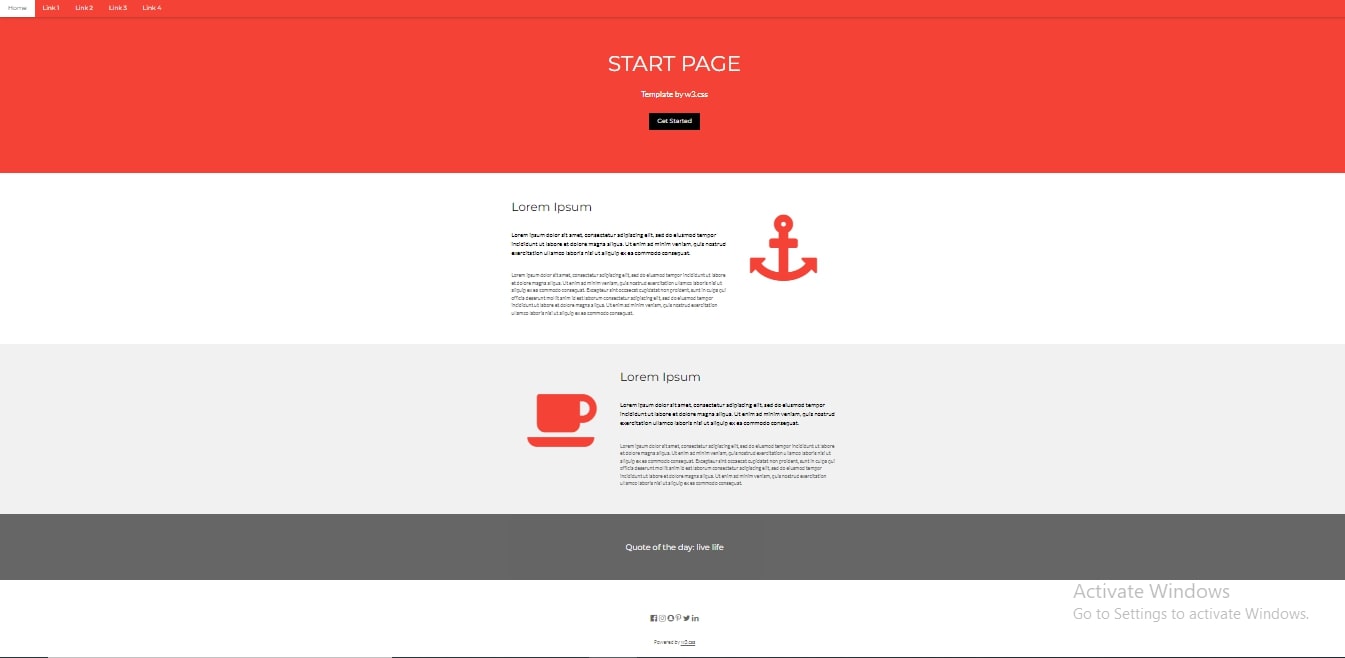 Home Link 1 Link 2 Link 3 Link 4
START PAGE
Template by w3.css
Get Started
Lorem Ipsum
Lorem ipsum dolor sit amet, consectetur adipiscing elit, sed do eiusmod tempor
incididunt ut labore et dolore magna aliqua. Ut enim ad minim veniam, quis nostrud
exercitation ullamco laboris nisi ut aliquip ex ea commodo consequat.
Lorem ipsum dolor sit amet, consectetur adipiscing elit, sed do eiusmod tempor incididunt ut labore
et dolore magna aliqua. Ut enim ad minim veniam, quis nostrud exercitation ullamco laboris nisi ut
aliquip ex ea commodo consequat. Excepteur sint occaecat cupidatat non proident, sunt in culpa qui
officia deserunt mollit anim id est laborum consectetur adipiscing elit, sed do eiusmod tempor
incididunt ut labore et dolore magna aliqua. Ut enim ad minim veniam, quis nostrud exercitation
ullamco laboris nisi ut aliquip ex ea commodo consequat.
Lorem Ipsum
Lorem ipsum dolor sit amet, consectetur adipiscing elit, sed do eiusmod tempor
incididunt ut labore et dolore magna aliqua. Ut enim ad minim veniam, quis nostrud
exercitation ullamco laboris nisi ut aliquip ex ea commodo consequat.
Lorem ipsum dolor sit amet, consectetur adipiscing elit, sed do eiusmod tempor incididunt ut labore
et dolore magna aliqua. Ut enim ad minim veniam, quis nostrud exercitation ullamco laboris nisi ut
aliquip ex ea commodo consequat. Excepteur sint occaecat cupidatat non proident, sunt in culpa qui
officia deserunt mollit anim id est laborum consectetur adipiscing elit, sed do eiusmod tempor
incididunt ut labore et dolore magna aliqua. Ut enim ad minim veniam, quis nostrud exercitation
ullamco laboris nisi ut aliquip ex ea commodo consequat.
Quote of the day: live life
Activate Windows
Go to Settings to activate Windows.
Powered by w3.css